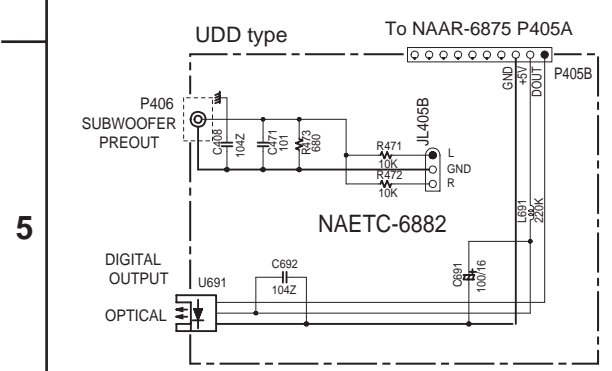 UDD type
To NAAR-6875 P405A
GND
+5V
DOUT
P405B
P406
SUBWOOFER
PREOUT
C408
104Z
C471
101
R473
680
JL405B
R471
10K
R472
10K
L
GND
R
5
NAETC-6882
L691
220K
DIGITAL
OUTPUT
OPTICAL
U691
C692
104Z
C691
100/16